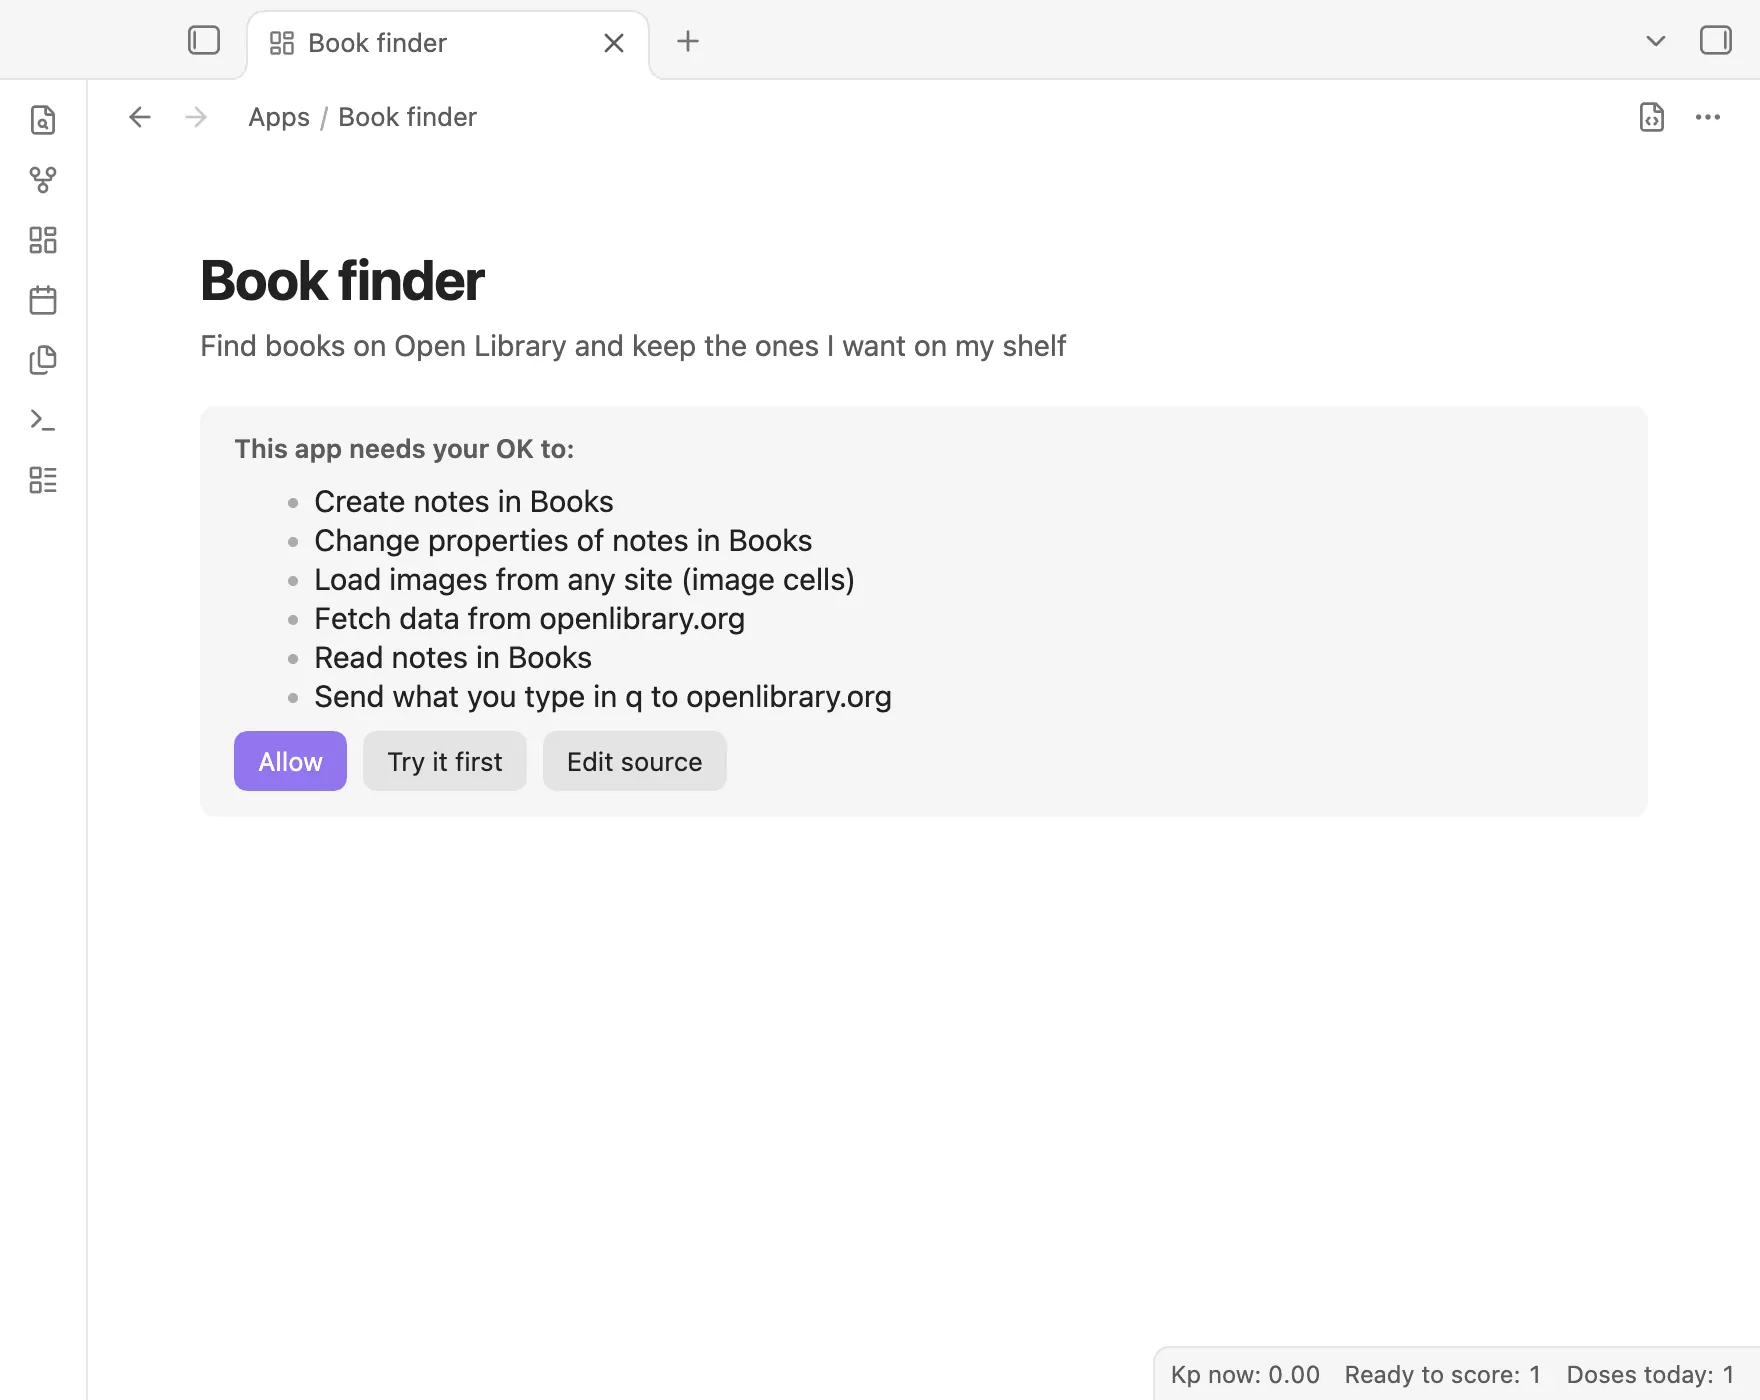 Book finder
Apps / Book finder
Book finder
Find books on Open Library and keep the ones I want on my shelf
This app needs your OK to:
Create notes in Books
Change properties of notes in Books
Load images from any site (image cells)
Fetch data from openlibrary.org
Read notes in Books
Send what you type in q to openlibrary.org
Allow Try it first Edit source
Kp now: 0.00 Ready to score: 1 Doses today: 1